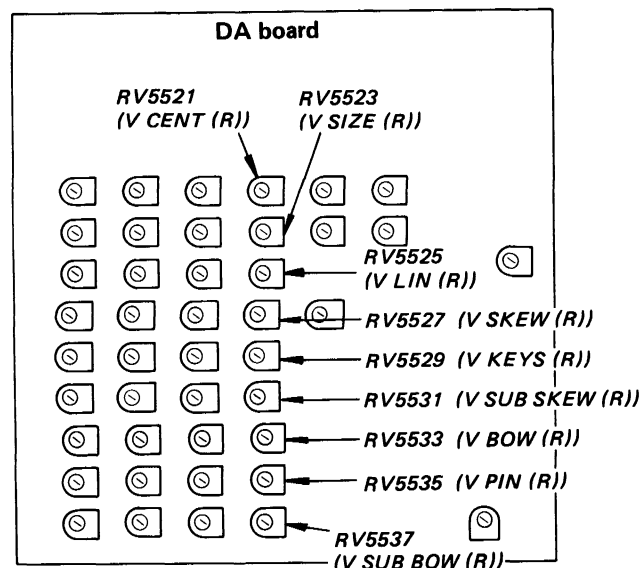 DA board
RV5521
(V CENT (R))
RV5523
(V SIZE (R))
RV5525
(V LIN (R))
RV5527 (V SKEW (R))
RV5529 (V KEYS (R))
RV5531 (V SUB SKEW (R))
RV5533 (V BOW (R))
RV5535 (V PIN (R))
RV5537
(V SUB BOW (R))